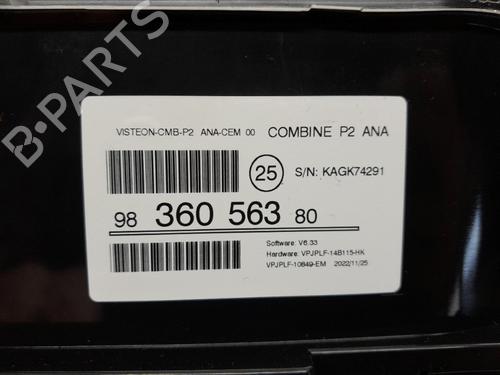 VISTEON-CMB-P2 ANA-CEM 00 COMBINE P2 ANA
25 S/N: KAGK74291
98 360 563 80
Software: V6.33
Hardware: VPJPLF-14B115-HK
VPJPLF-10849-EM 2022/11/25
B-PARTS